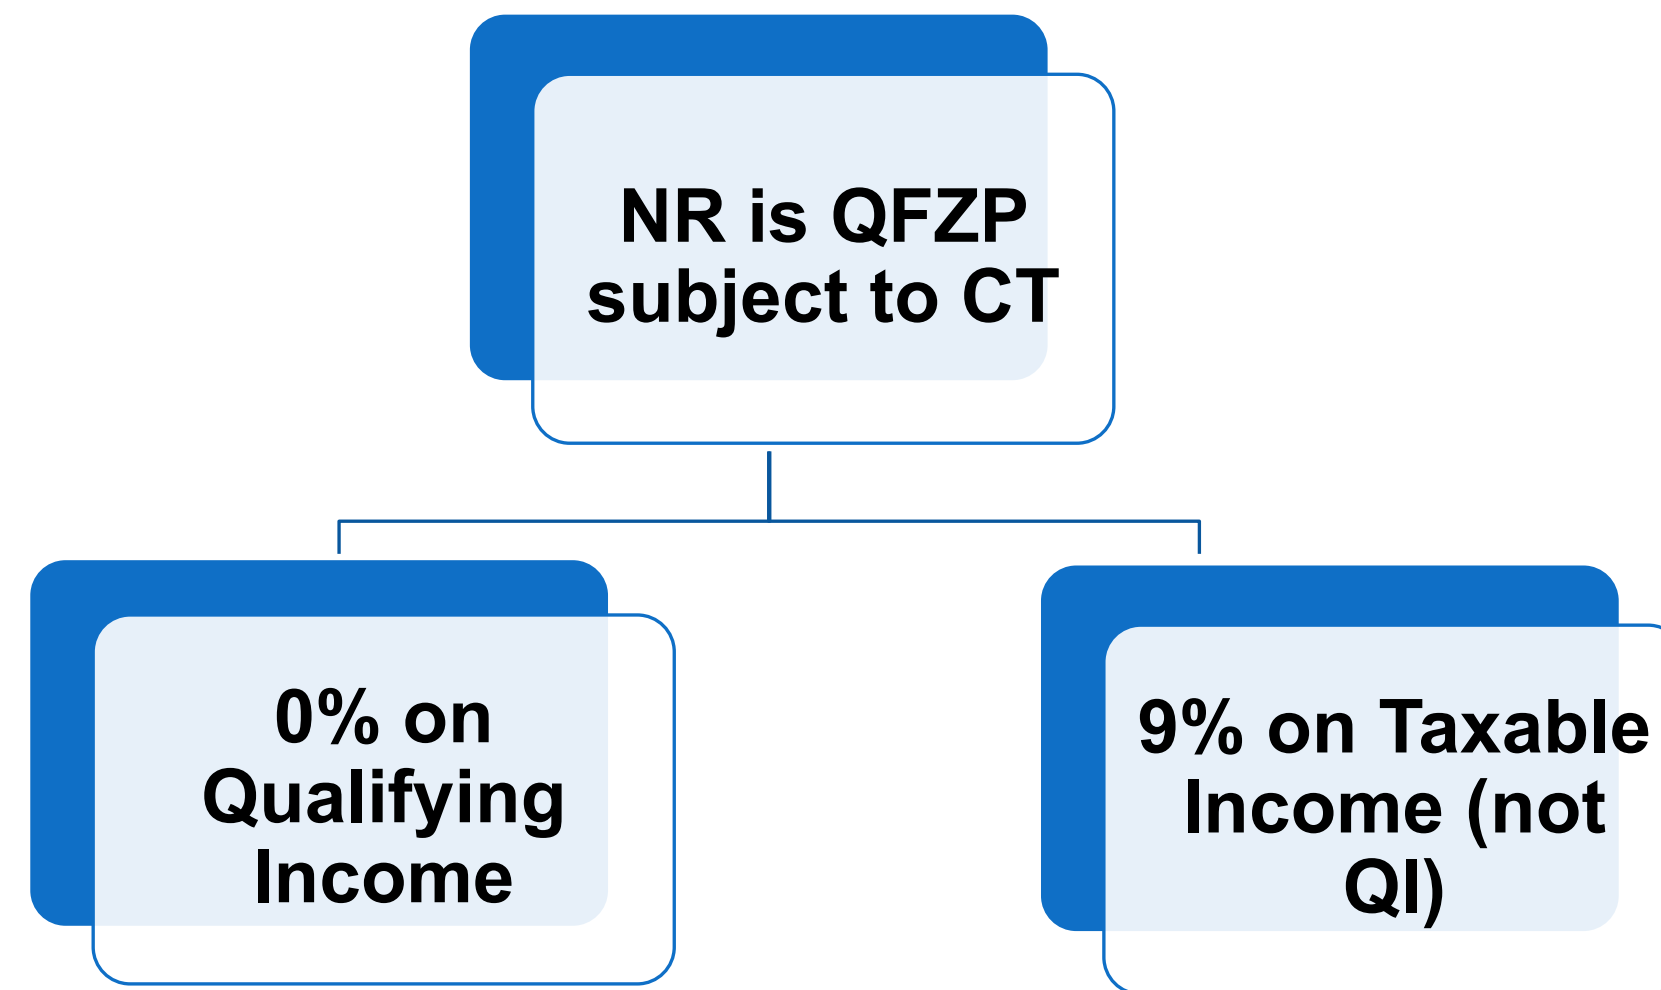 NR is QFZP
subject to CT
0% on
Qualifying
Income
9% on Taxable
Income (not
QI)